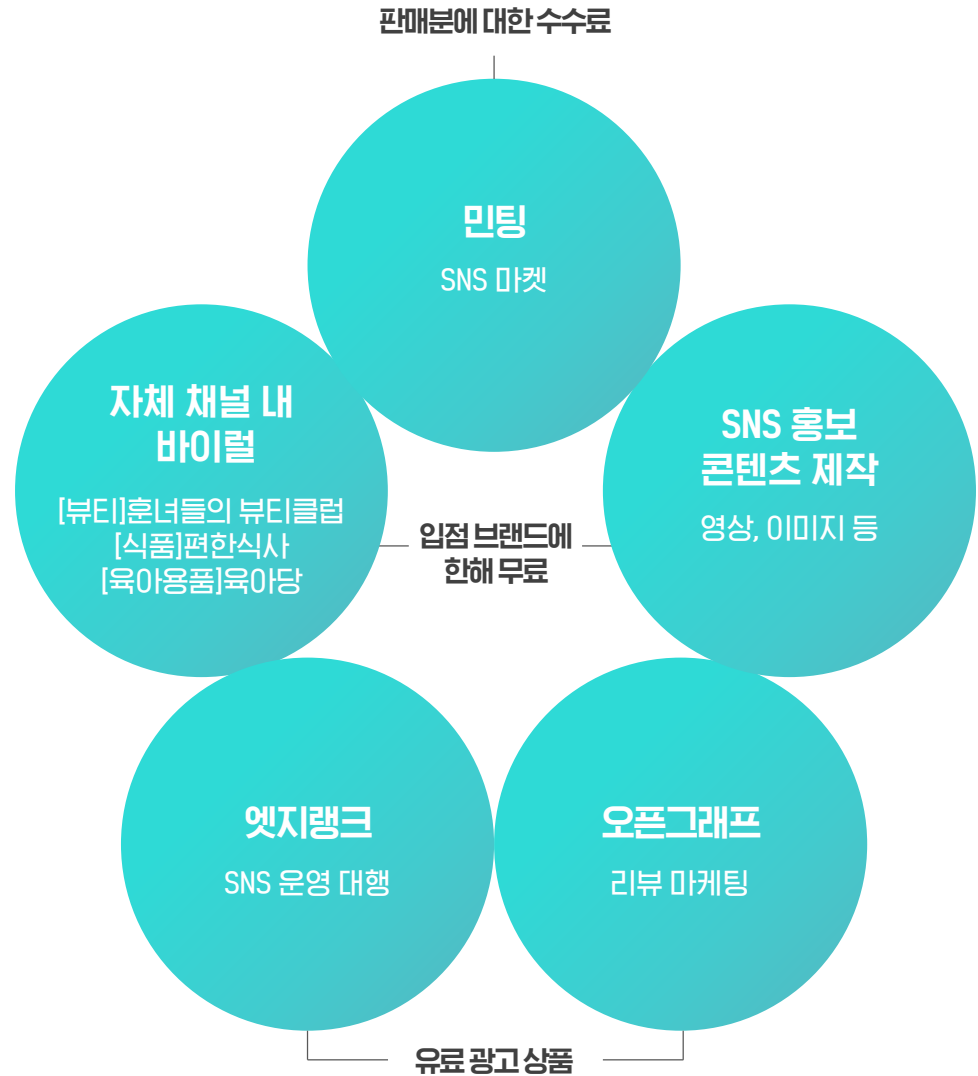 판매분에 대한 수수료
민팅
SNS 마켓
자체 채널 내
바이럴
[뷰티]훈녀들의 뷰티클럽
[식품]편한식사
[육아용품]육아당
SNS 홍보
콘텐츠 제작
영상, 이미지 등
입점 브랜드에
한해 무료
엣지랭크
SNS 운영 대행
오픈그래프
리뷰 마케팅
유료 광고 상품